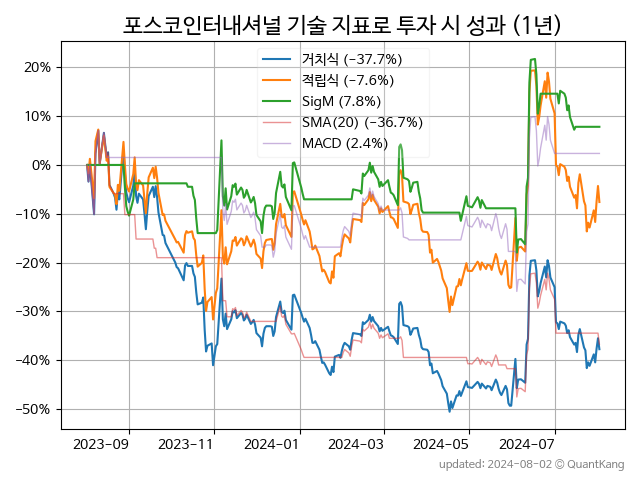 포스코인터내셔널 기술 지표로 투자 시 성과 (1년)
거치식 (−37.7%)
적립식 (−7.6%)
SigM (7.8%)
SMA(20) (−36.7%)
MACD (2.4%)
20%
10%
0%
−10%
−20%
−30%
−40%
−50%
2023-09 2023-11 2024-01 2024-03 2024-05 2024-07
updated: 2024-08-02 © QuantKang